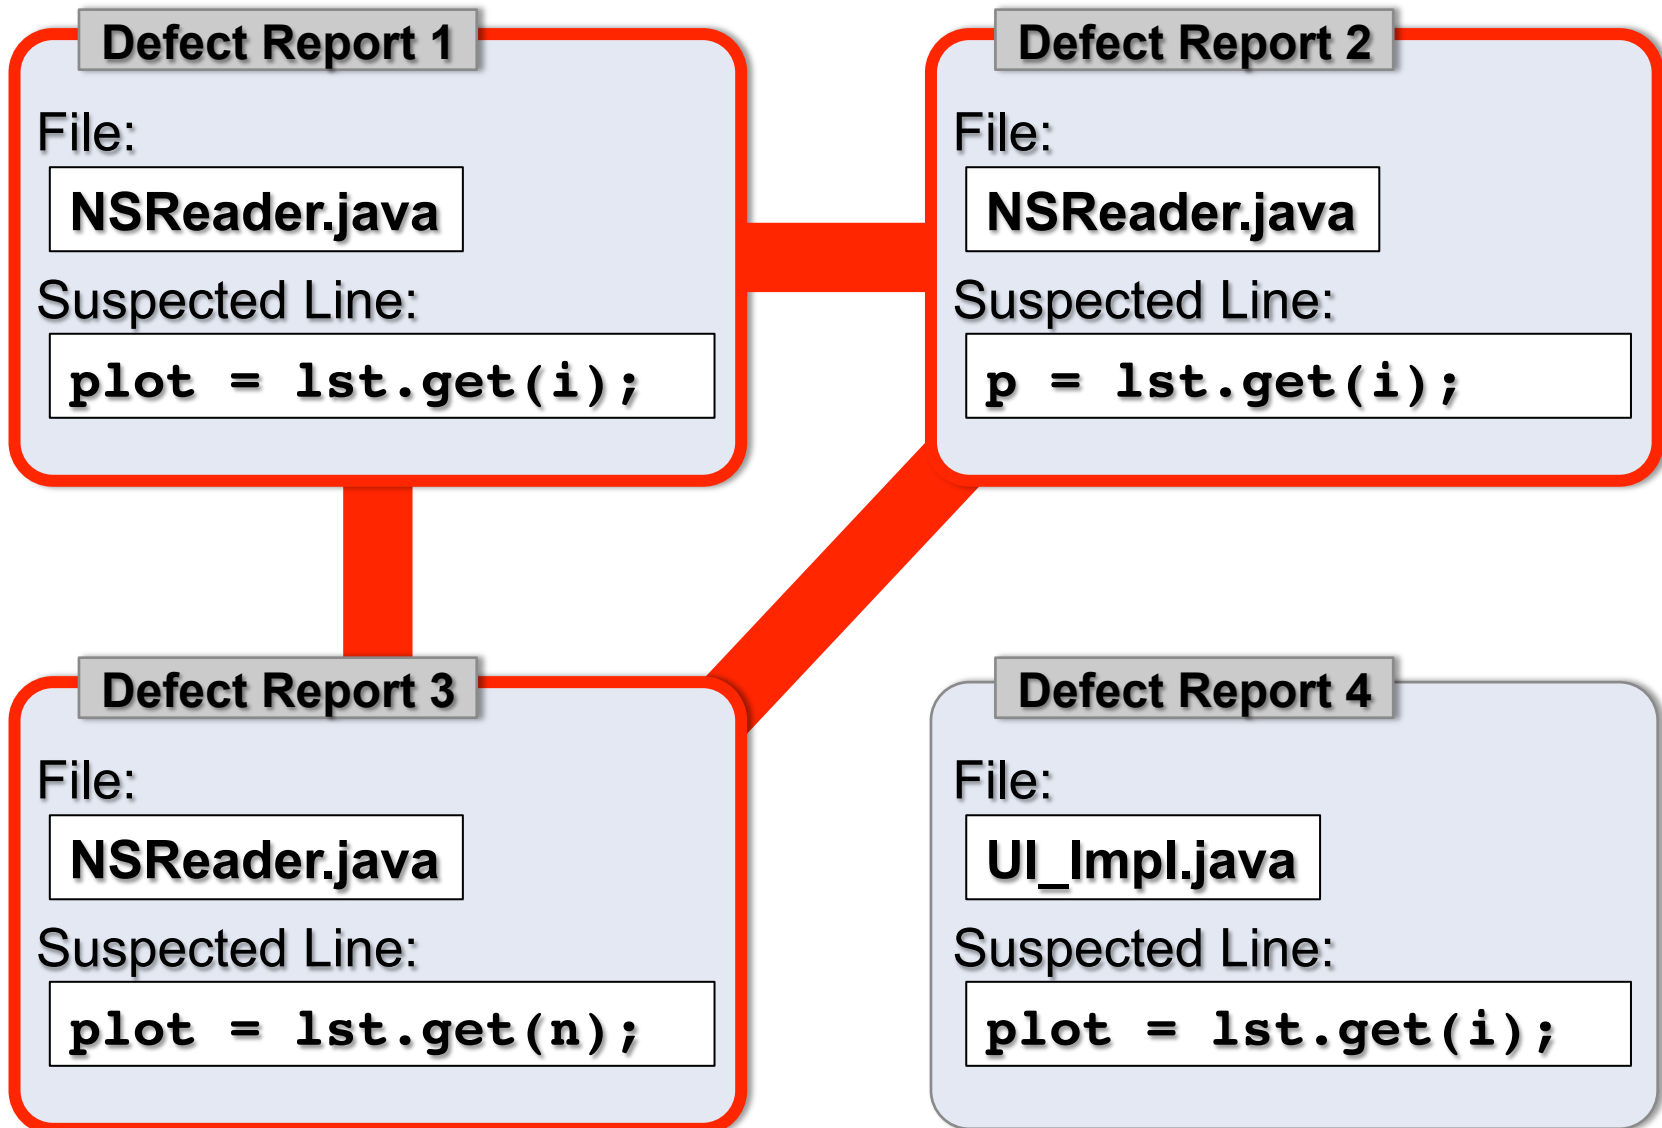 Defect Report 1
File:
NSReader.java
Suspected Line:
plot = lst.get(i);
Defect Report 2
File:
NSReader.java
Suspected Line:
p = lst.get(i);
Defect Report 3
File:
NSReader.java
Suspected Line:
plot = lst.get(n);
Defect Report 4
File:
UI_Impl.java
Suspected Line:
plot = lst.get(i);